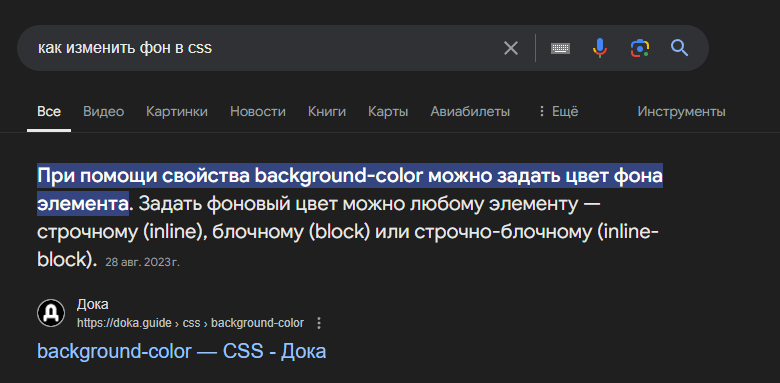 как изменить фон в css
Все Видео Картинки Новости Книги Карты Авиабилеты Ещё Инструменты
При помощи свойства background-color можно задать цвет фона
элемента. Задать фоновый цвет можно любому элементу —
строчному (inline), блочному (block) или строчно-блочному (inline-
block). 28 авг. 2023 г.
Дока
https://doka.guide › css › background-color
background-color — CSS - Дока